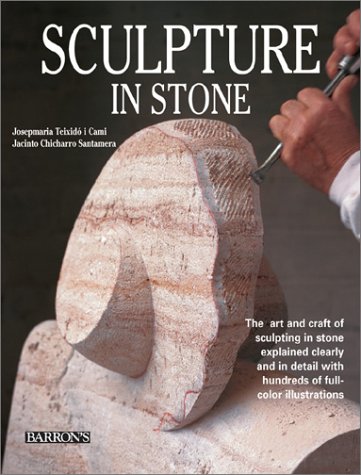 SCULPTURE
IN STONE
Josepmaria Teixidó i Cami
Jacinto Chicharro Santamera
The art and craft of
sculpting in stone
explained clearly
and in detail with
hundreds of full-
color illustrations
BARRON'S